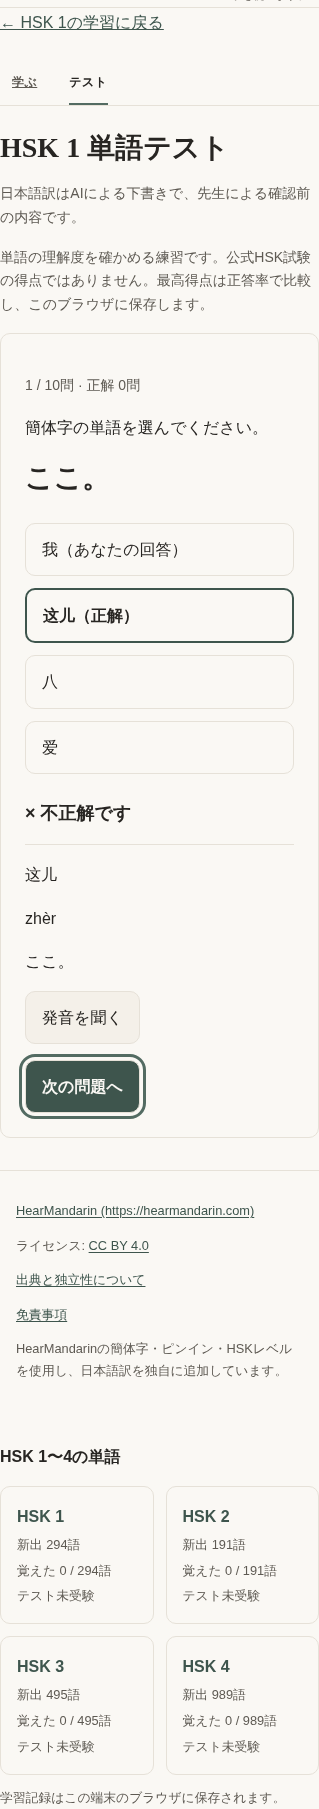 ← HSK 1の学習に戻る
学ぶ テスト
HSK 1 単語テスト
日本語訳はAIによる下書きで、先生による確認前
の内容です。
単語の理解度を確かめる練習です。公式HSK試験
の得点ではありません。最高得点は正答率で比較
し、このブラウザに保存します。
1 / 10問 · 正解 0問
簡体字の単語を選んでください。
ここ。
我（あなたの回答）
这儿（正解）
八
爱
× 不正解です
这儿
zhèr
ここ。
発音を聞く
次の問題へ
HearMandarin (https://hearmandarin.com)
ライセンス: CC BY 4.0
出典と独立性について
免責事項
HearMandarinの簡体字・ピンイン・HSKレベル
を使用し、日本語訳を独自に追加しています。
HSK 1〜4の単語
HSK 1
新出 294語
覚えた 0 / 294語
テスト未受験
HSK 2
新出 191語
覚えた 0 / 191語
テスト未受験
HSK 3
新出 495語
覚えた 0 / 495語
テスト未受験
HSK 4
新出 989語
覚えた 0 / 989語
テスト未受験
学習記録はこの端末のブラウザに保存されます。